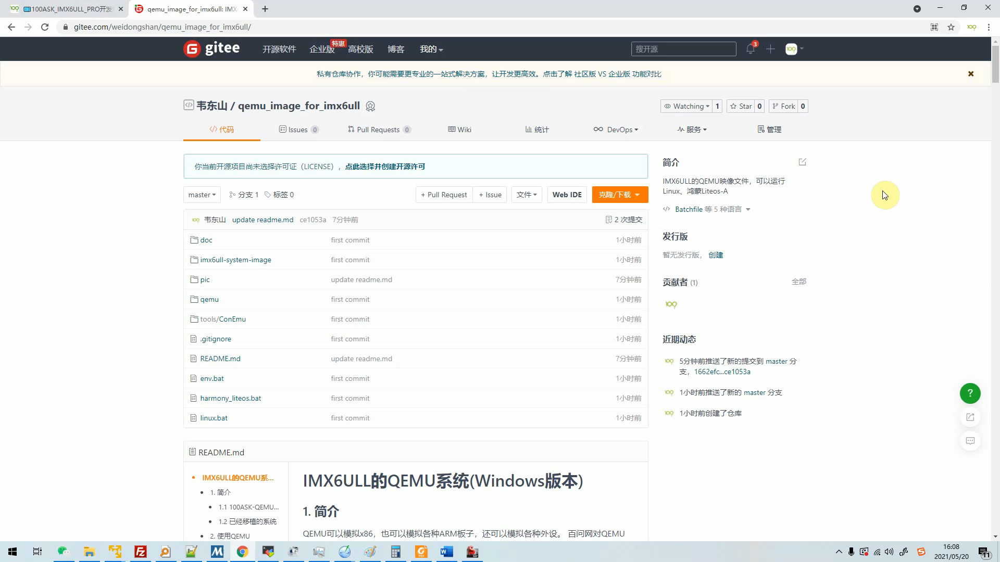 100ASK_IMX6ULL_PRO开发
qemu_image_for_imx6ull: IMX
gitee.com/weidongshan/qemu_image_for_imx6ull/
gitee
开源软件
企业版
特惠
高校版
博客
我的
搜开源
3
私有仓库协作，你可能需要更专业的一站式解决方案，让开发更高效。点击了解 社区版 VS 企业版 功能对比
韦东山 / qemu_image_for_imx6ull
Watching 1
Star 0
Fork 0
代码
Issues 0
Pull Requests 0
Wiki
统计
DevOps
服务
管理
你当前开源项目尚未选择许可证（LICENSE），点此选择并创建开源许可
master
分支 1
标签 0
+ Pull Request
+ Issue
文件
Web IDE
克隆/下载
韦东山 update readme.md ce1053a 7分钟前
2 次提交
doc first commit 1小时前
imx6ull-system-image first commit 1小时前
pic update readme.md 7分钟前
qemu first commit 1小时前
tools/ConEmu first commit 1小时前
.gitignore first commit 1小时前
README.md update readme.md 7分钟前
env.bat first commit 1小时前
harmony_liteos.bat first commit 1小时前
linux.bat first commit 1小时前
简介
IMX6ULL的QEMU映像文件，可以运行
Linux、鸿蒙Liteos-A
Batchfile 等 5 种语言
发行版
暂无发行版， 创建
贡献者 (1)
全部
近期动态
5分钟前推送了新的提交到 master 分
支，1662efc...ce1053a
1小时前推送了新的 master 分支
1小时前创建了仓库
README.md
IMX6ULL的QEMU系...
1. 简介
1.1 100ASK-QEMU...
1.2 已经移植的系统
2. 使用QEMU
IMX6ULL的QEMU系统(Windows版本)
1. 简介
QEMU可以模拟x86，也可以模拟各种ARM板子，还可以模拟各种外设。 百问网对QEMU
16:08
2021/05/20
11